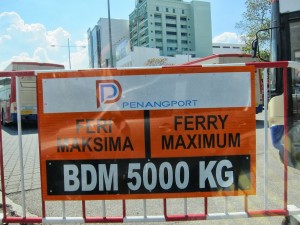 PENANGPORT
FERI
MAKSIMA
FERRY
MAXIMUM
BDM 5000 KG